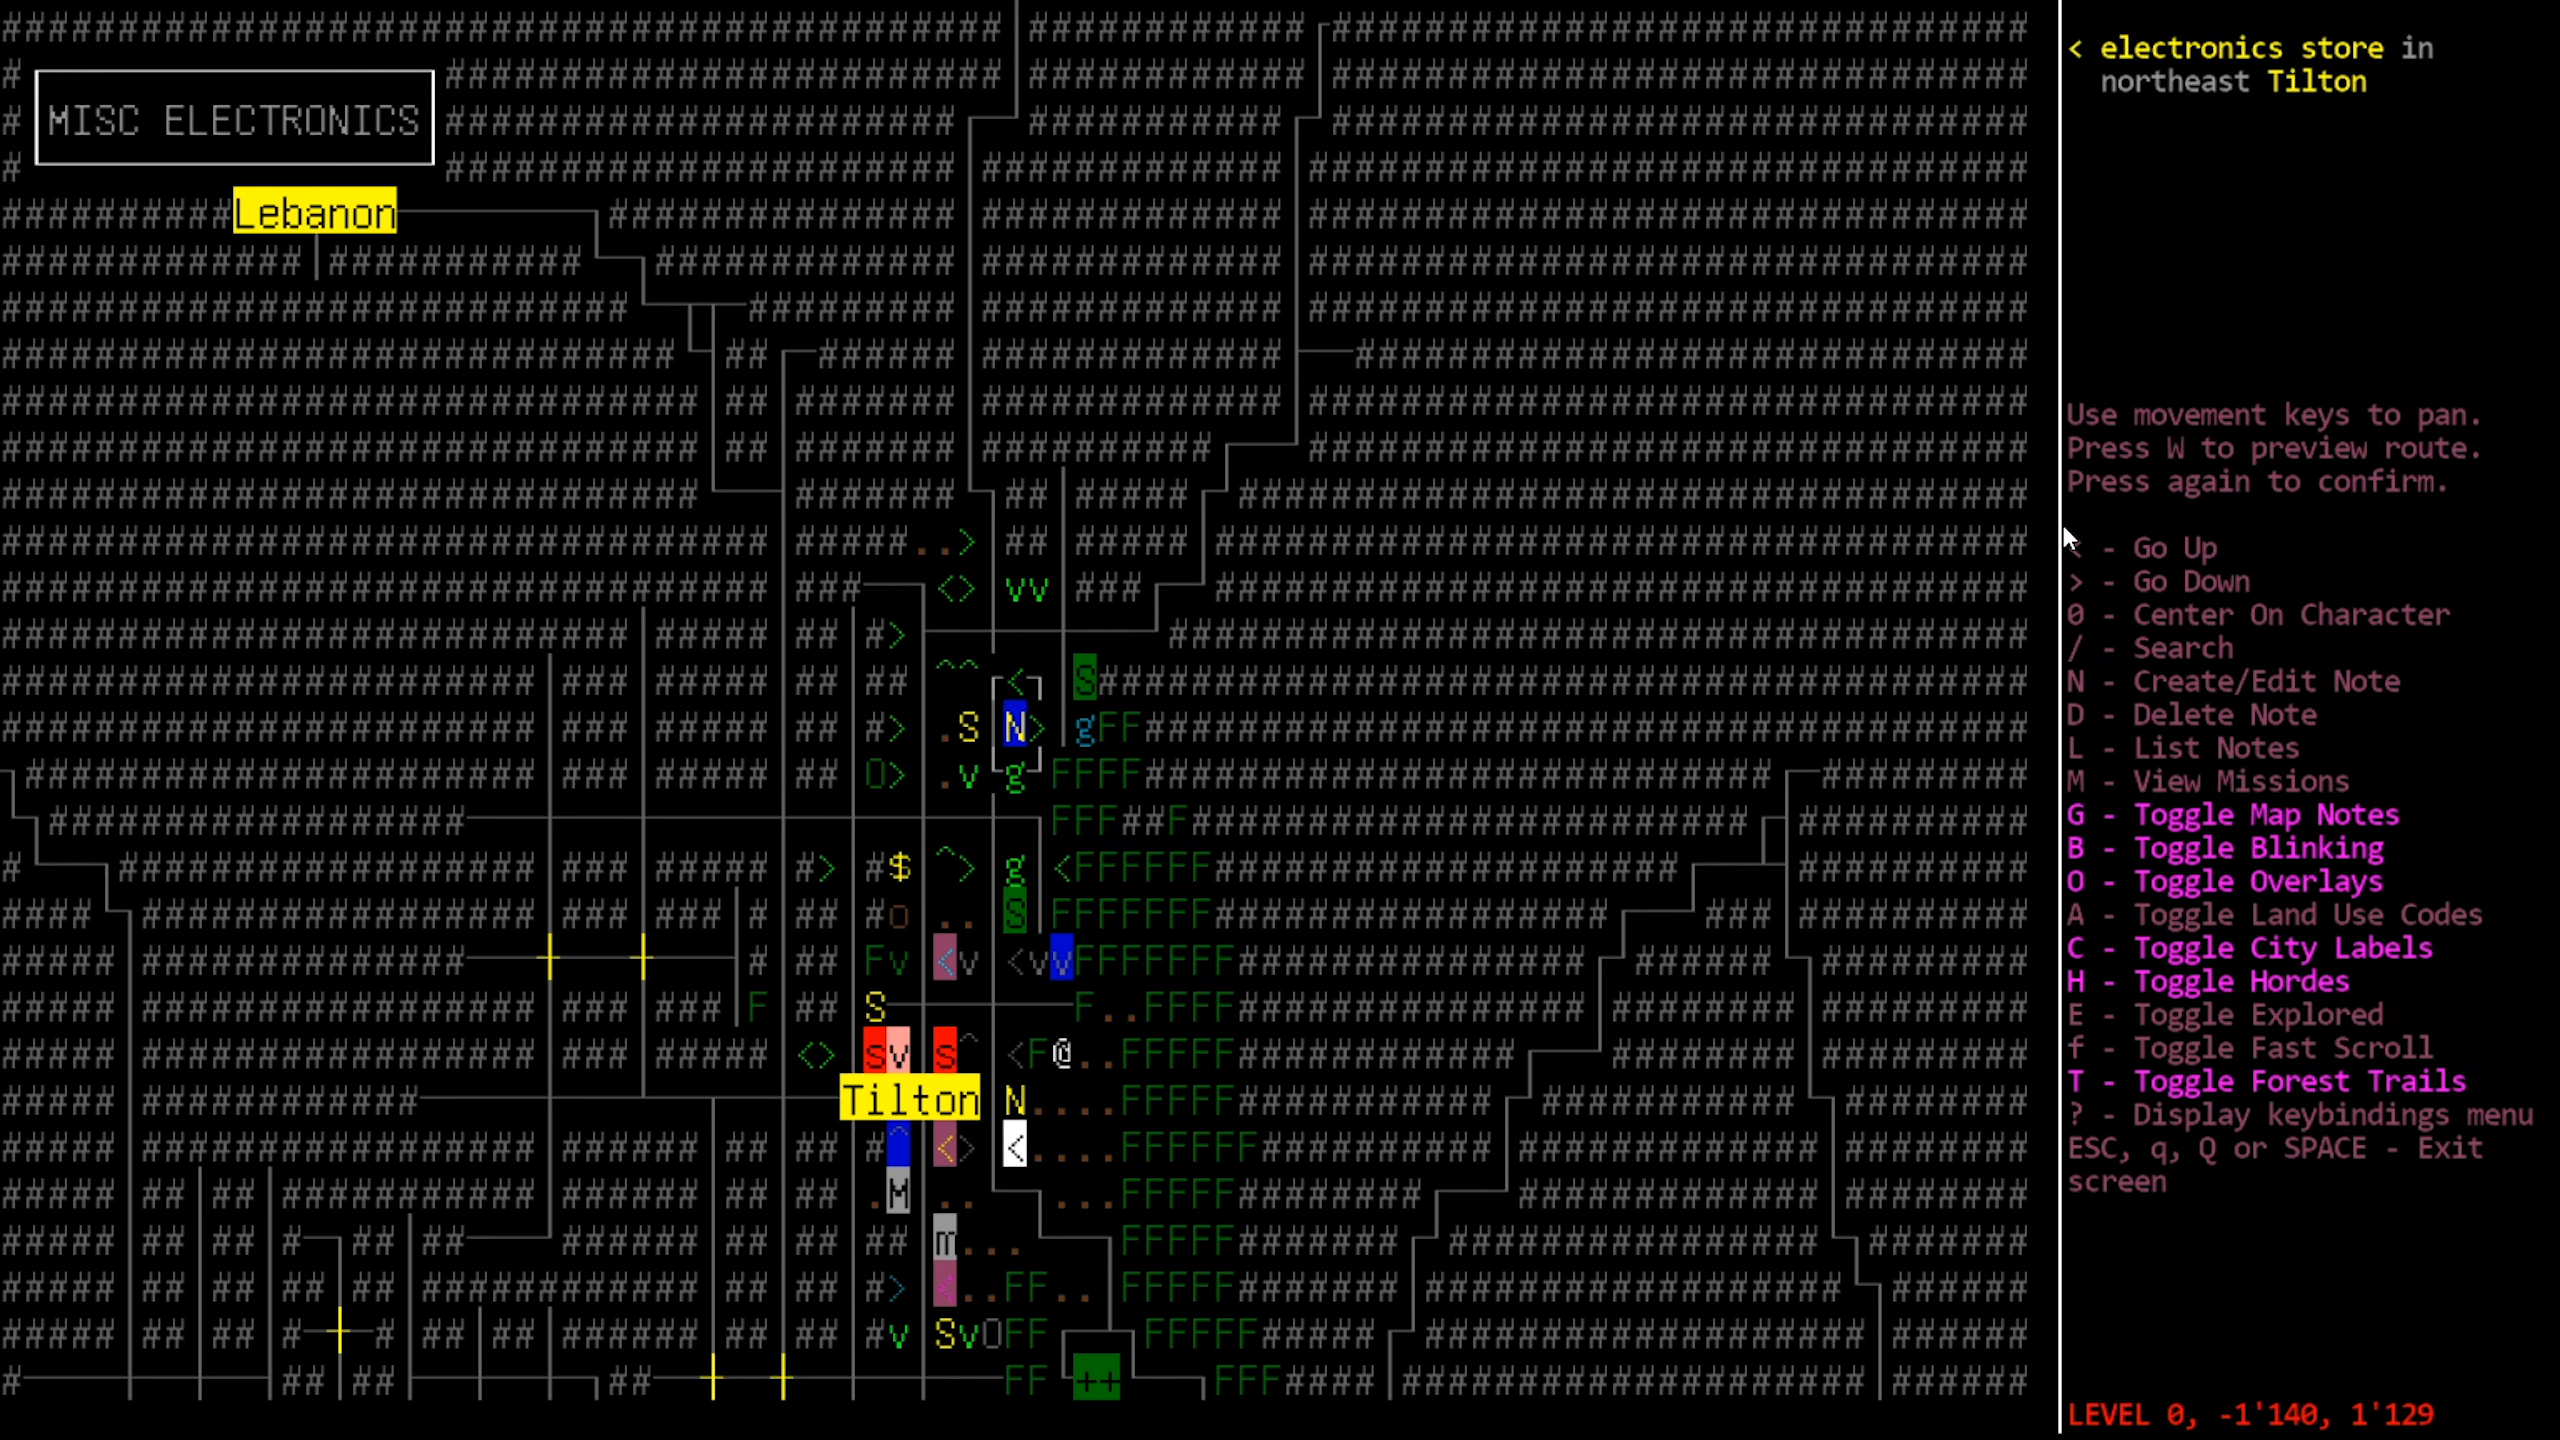 MISC ELECTRONICS
Lebanon
Tilton
< electronics store in
northeast Tilton
Use movement keys to pan.
Press W to preview route.
Press again to confirm.
< - Go Up
> - Go Down
0 - Center On Character
/ - Search
N - Create/Edit Note
D - Delete Note
L - List Notes
M - View Missions
G - Toggle Map Notes
B - Toggle Blinking
O - Toggle Overlays
A - Toggle Land Use Codes
C - Toggle City Labels
H - Toggle Hordes
E - Toggle Explored
f - Toggle Fast Scroll
T - Toggle Forest Trails
? - Display keybindings menu
ESC, q, Q or SPACE - Exit
screen
LEVEL 0, -1'140, 1'129